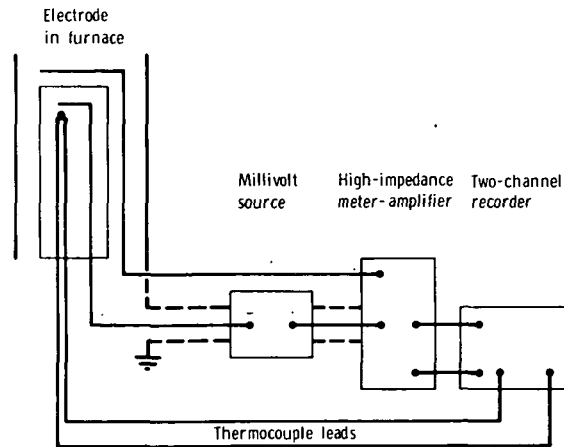 Electrode
in furnace
Millivolt
source
High-impedance
meter-amplifier
Two-channel
recorder
Thermocouple leads